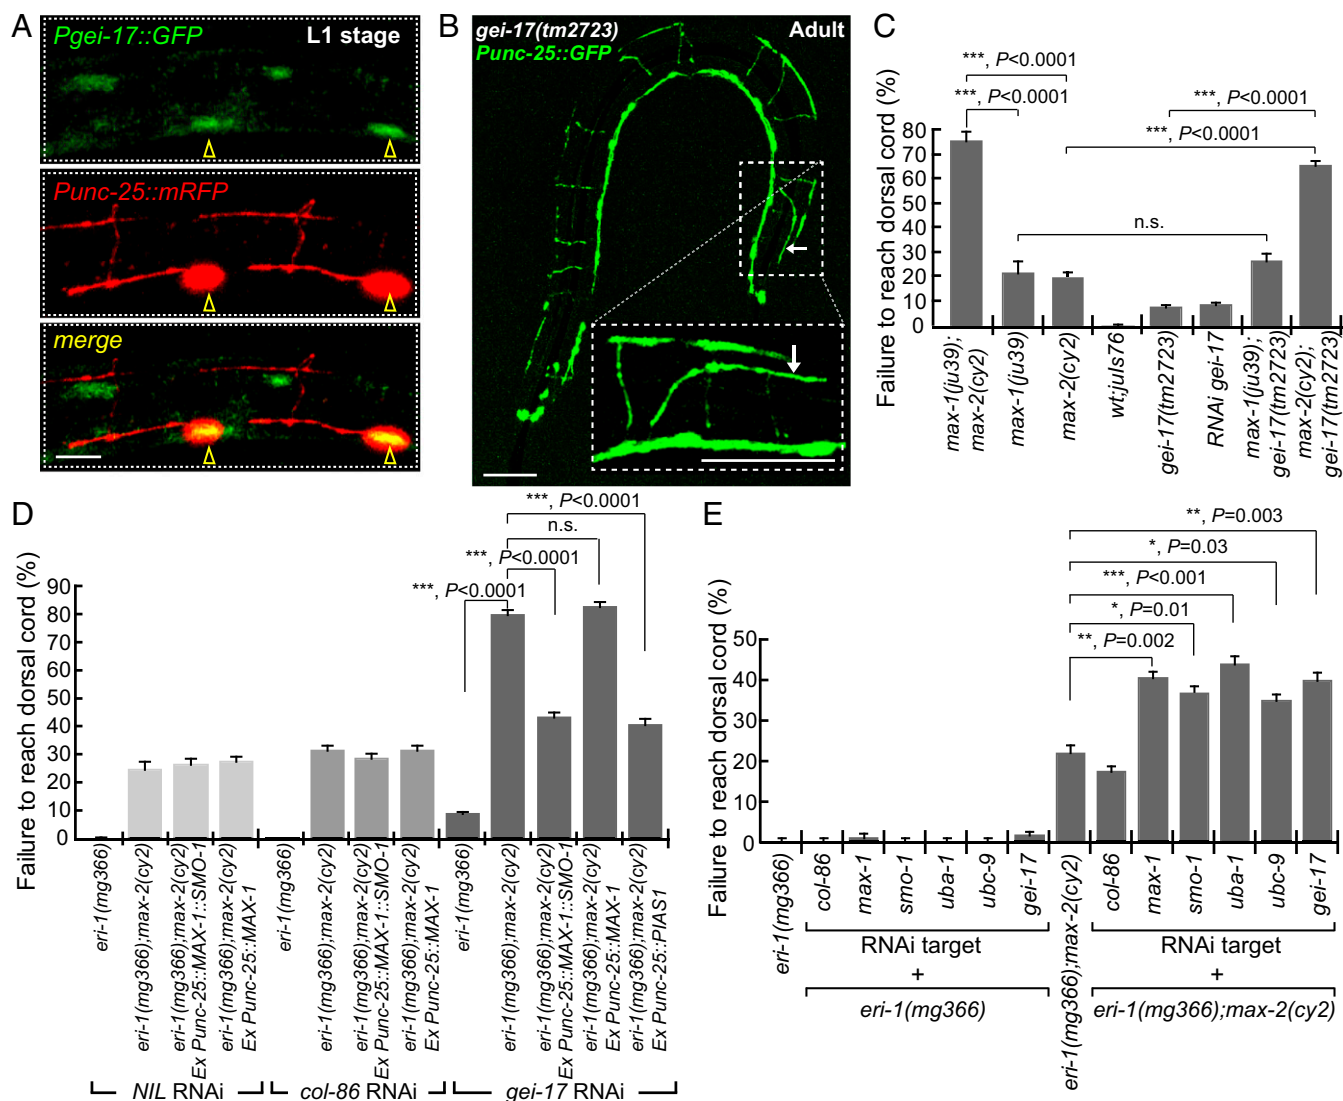 A
Pgei-17::GFP
L1 stage
Punc-25::mRFP
merge
B
gei-17(tm2723)
Adult
Punc-25::GFP
C
Failure to reach dorsal cord (%)
80
70
60
50
40
30
20
10
0
***, P<0.0001
***, P<0.0001
***, P<0.0001
***, P<0.0001
n.s.
max-1(ju39);
max-2(cy2)
max-1(ju39)
max-2(cy2)
wt;juIs76
gei-17(tm2723)
RNAi gei-17
max-1(ju39);
gei-17(tm2723)
max-2(cy2);
gei-17(tm2723)
D
Failure to reach dorsal cord (%)
90
80
70
60
50
40
30
20
10
0
***, P<0.0001
n.s.
***, P<0.0001
***, P<0.0001
eri-1(mg366)
eri-1(mg366);max-2(cy2)
eri-1(mg366);max-2(cy2)
Ex Punc-25::MAX-1::SMO-1
eri-1(mg366);max-2(cy2)
Ex Punc-25::MAX-1
eri-1(mg366)
eri-1(mg366);max-2(cy2)
eri-1(mg366);max-2(cy2)
Ex Punc-25::MAX-1::SMO-1
eri-1(mg366);max-2(cy2)
Ex Punc-25::MAX-1
eri-1(mg366)
eri-1(mg366);max-2(cy2)
eri-1(mg366);max-2(cy2)
Ex Punc-25::MAX-1::SMO-1
eri-1(mg366);max-2(cy2)
Ex Punc-25::MAX-1
eri-1(mg366);max-2(cy2)
Ex Punc-25::PIAS1
NIL RNAi
col-86 RNAi
gei-17 RNAi
E
Failure to reach dorsal cord (%)
50
40
30
20
10
0
**, P=0.003
*, P=0.03
***, P<0.001
*, P=0.01
**, P=0.002
eri-1(mg366)
col-86
max-1
smo-1
uba-1
ubc-9
gei-17
eri-1(mg366);max-2(cy2)
col-86
max-1
smo-1
uba-1
ubc-9
gei-17
RNAi target
+
eri-1(mg366)
RNAi target
+
eri-1(mg366);max-2(cy2)